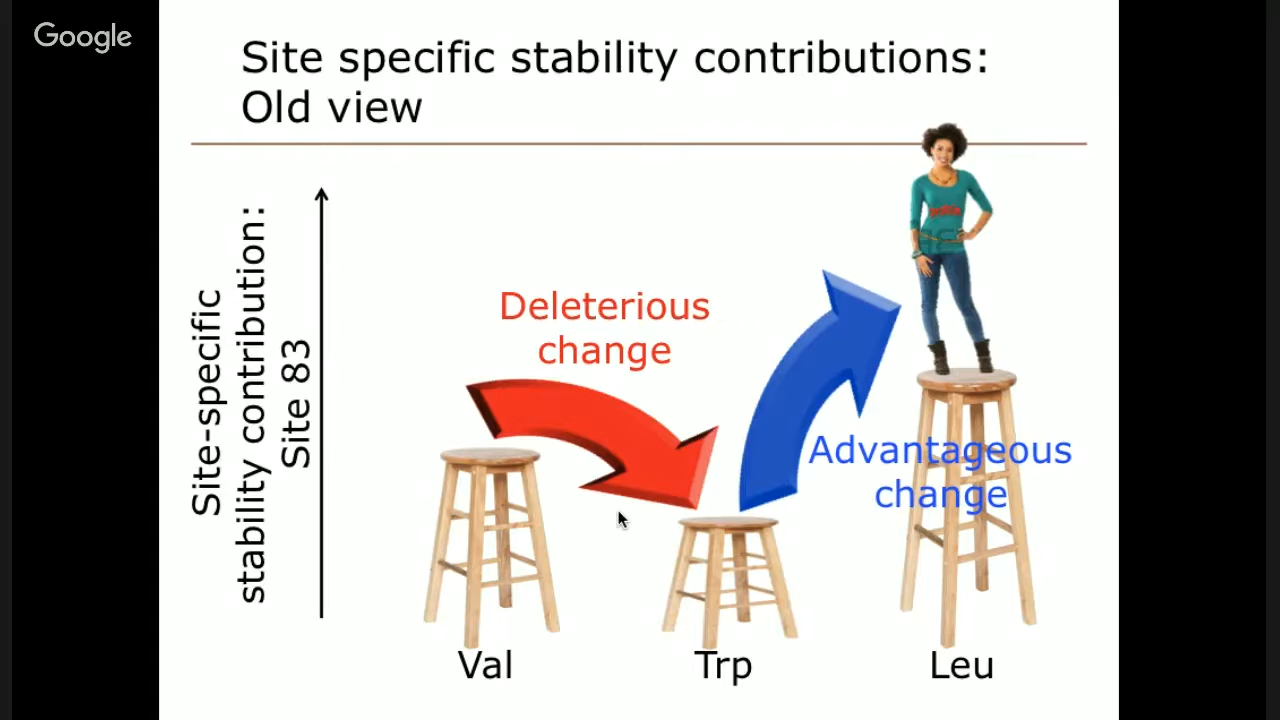 Google
Site specific stability contributions:
Old view
Site-specific
stability contribution:
Site 83
Deleterious
change
Advantageous
change
Val
Trp
Leu